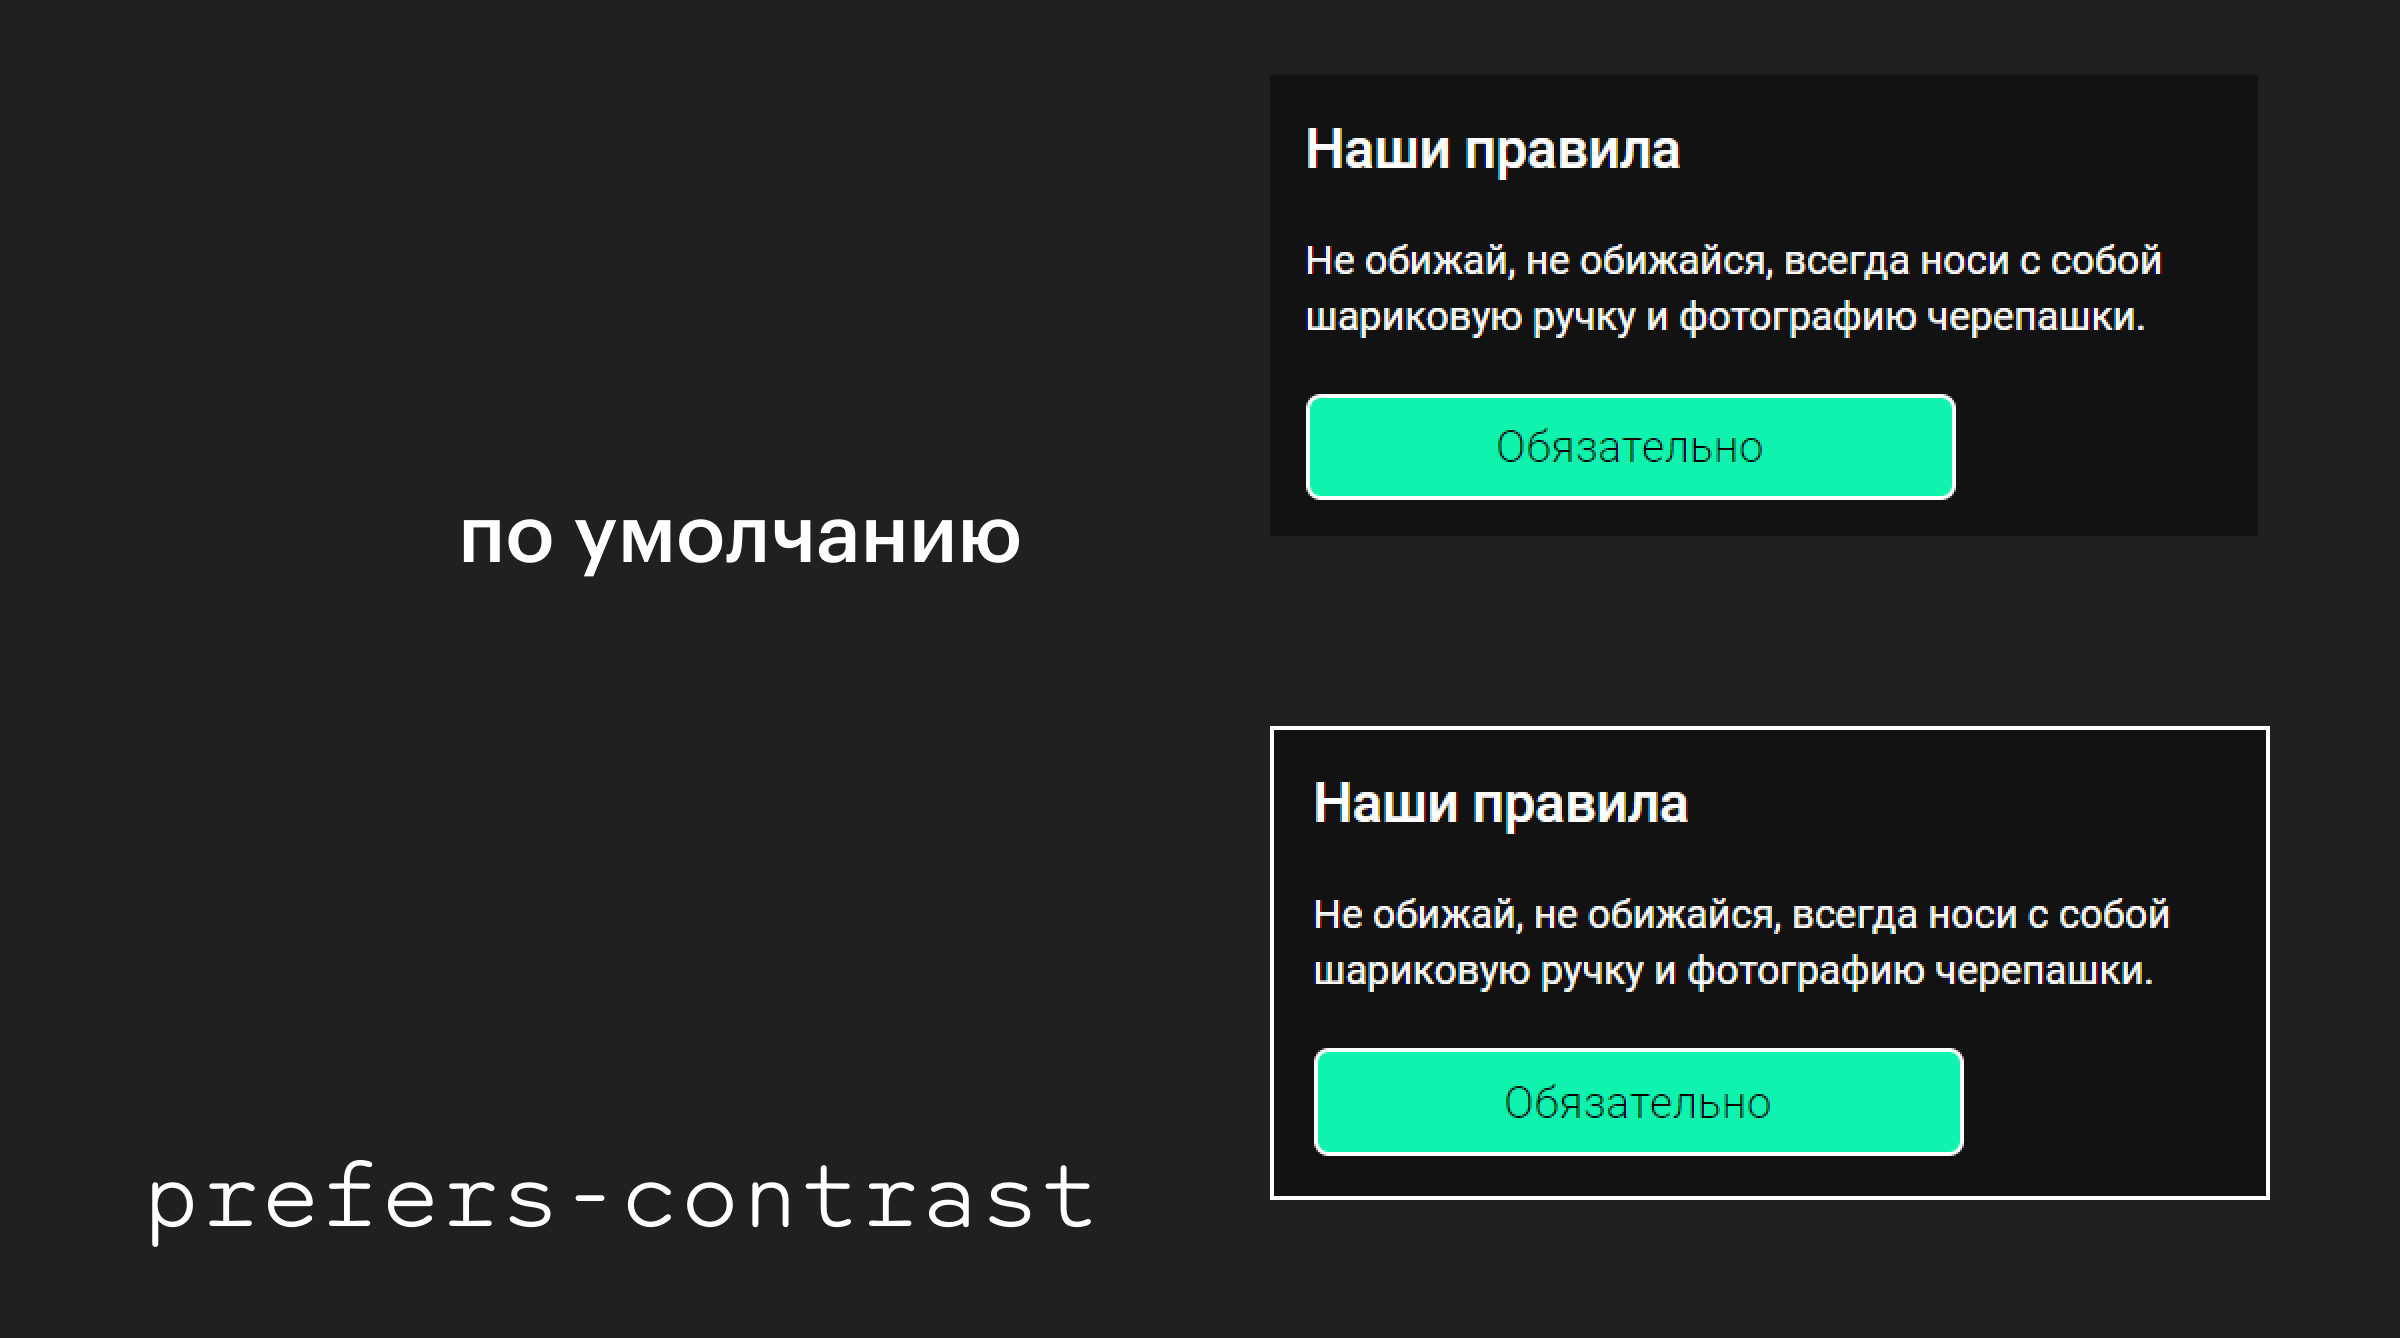 Наши правила
Не обижай, не обижайся, всегда носи с собой
шариковую ручку и фотографию черепашки.
Обязательно
по умолчанию
Наши правила
Не обижай, не обижайся, всегда носи с собой
шариковую ручку и фотографию черепашки.
Обязательно
prefers-contrast